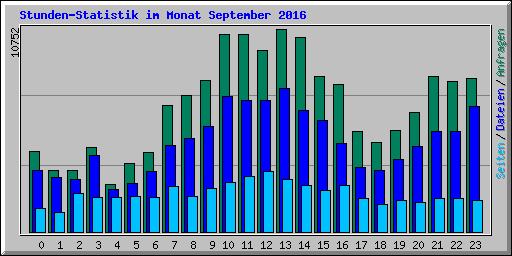 Stunden-Statistik im Monat September 2016
10752
Seiten / Dateien / Anfragen
0 1 2 3 4 5 6 7 8 9 10 11 12 13 14 15 16 17 18 19 20 21 22 23